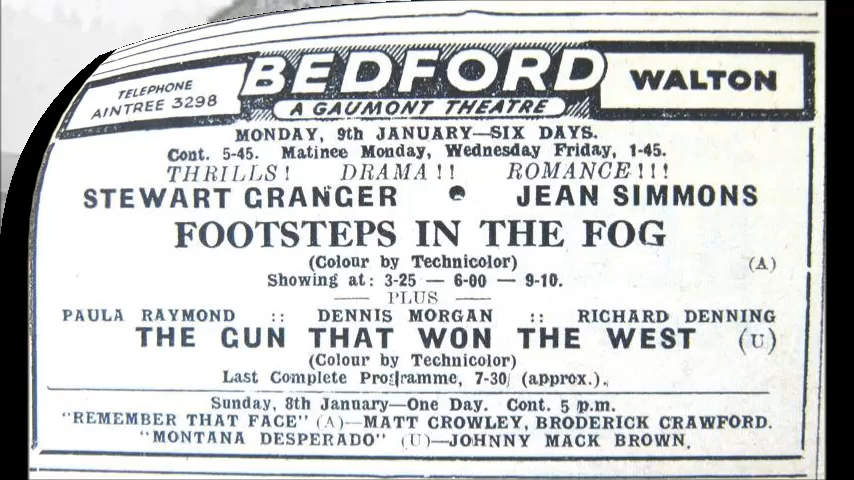 TELEPHONE
AINTREE 3298
BEDFORD
A GAUMONT THEATRE
WALTON
MONDAY, 9th JANUARY—SIX DAYS.
Cont. 5-45. Matinee Monday, Wednesday Friday, 1-45.
THRILLS! DRAMA!! ROMANCE!!!
STEWART GRANGER ● JEAN SIMMONS
FOOTSTEPS IN THE FOG
(Colour by Technicolor) (A)
Showing at: 3-25 — 6-00 — 9-10.
—— PLUS ——
PAULA RAYMOND :: DENNIS MORGAN :: RICHARD DENNING
THE GUN THAT WON THE WEST (U)
(Colour by Technicolor)
Last Complete Programme, 7-30 (approx.).
Sunday, 8th January—One Day. Cont. 5 p.m.
"REMEMBER THAT FACE" (A)—MATT CROWLEY, BRODERICK CRAWFORD.
"MONTANA DESPERADO" (U)—JOHNNY MACK BROWN.